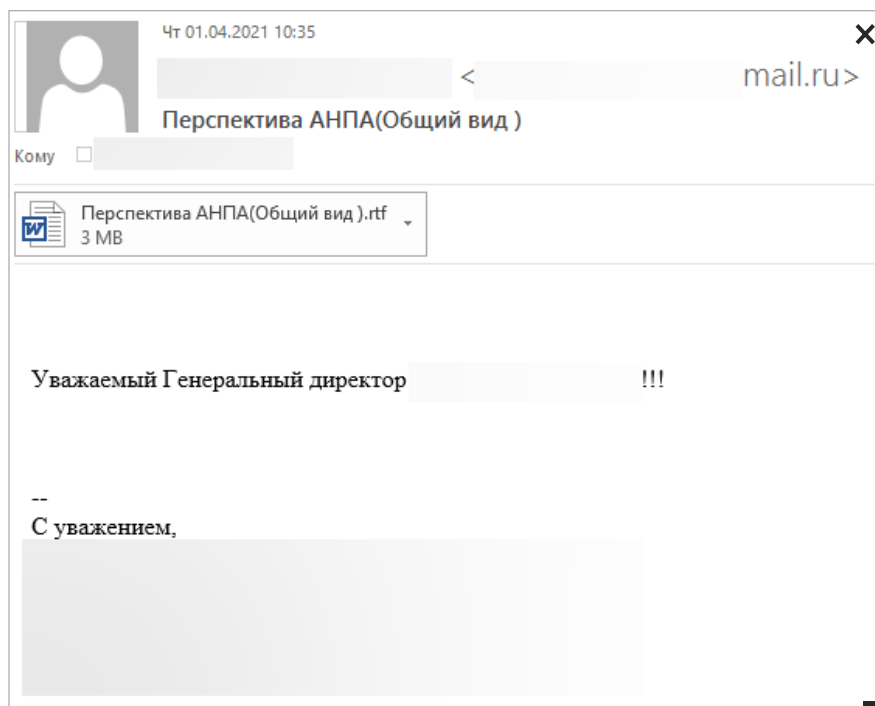 Чт 01.04.2021 10:35
< mail.ru>
Перспектива АНПА(Общий вид )
Кому
Перспектива АНПА(Общий вид ).rtf
3 MB
Уважаемый Генеральный директор !!!
--
С уважением,